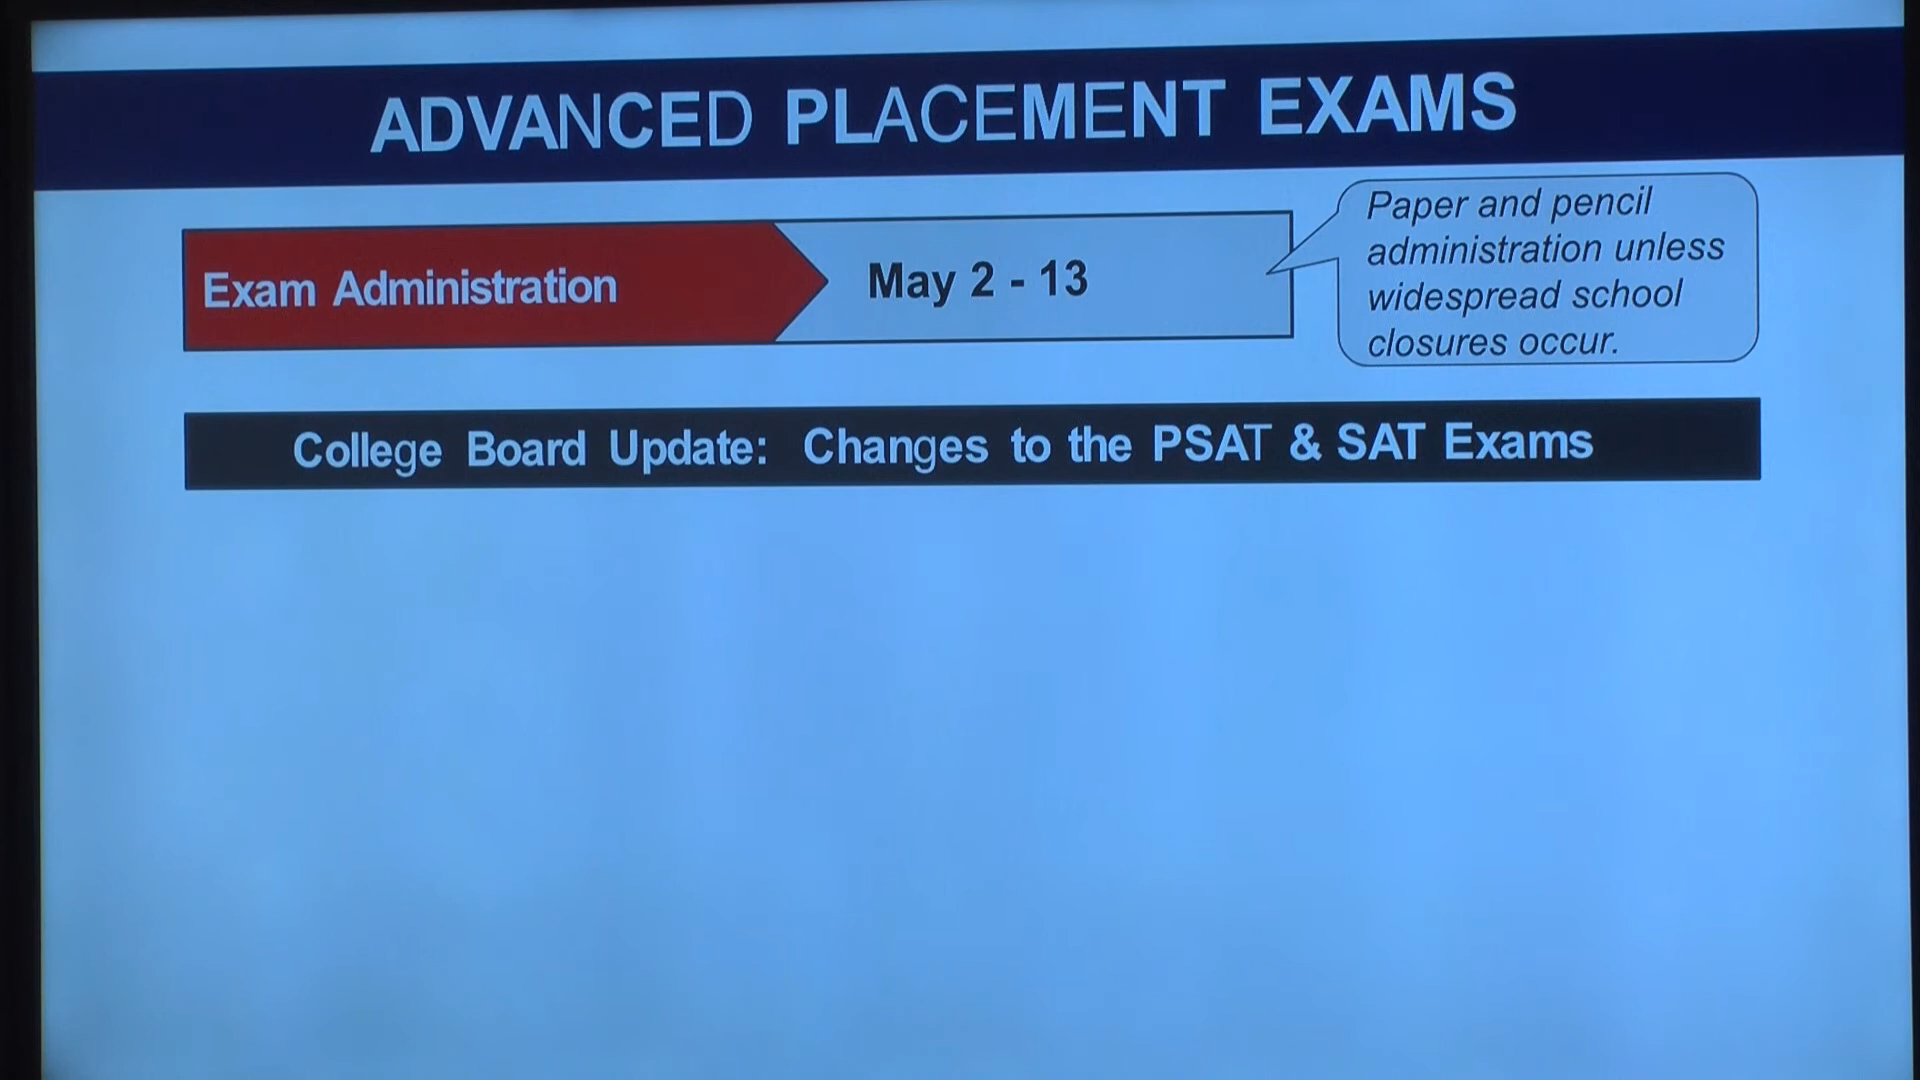 ADVANCED PLACEMENT EXAMS
Exam Administration
May 2 - 13
Paper and pencil
administration unless
widespread school
closures occur.
College Board Update: Changes to the PSAT & SAT Exams